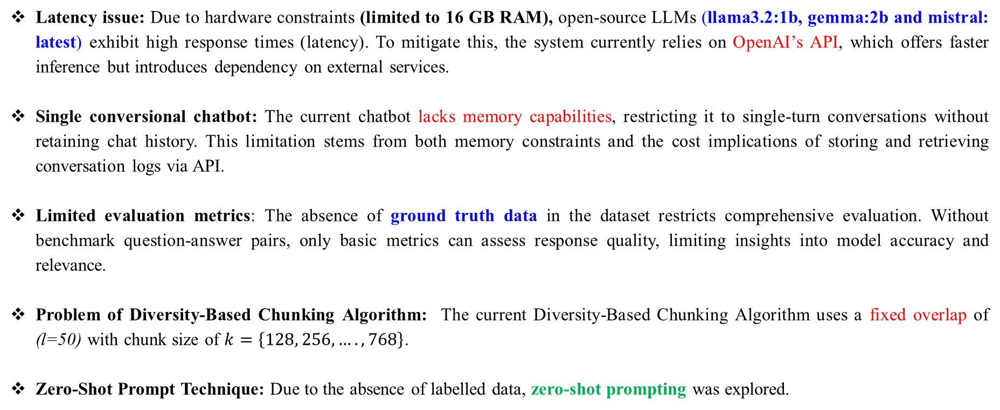 ❖ Latency issue: Due to hardware constraints (limited to 16 GB RAM), open-source LLMs (llama3.2:1b, gemma:2b and mistral:
latest) exhibit high response times (latency). To mitigate this, the system currently relies on OpenAI’s API, which offers faster
inference but introduces dependency on external services.
❖ Single conversional chatbot: The current chatbot lacks memory capabilities, restricting it to single-turn conversations without
retaining chat history. This limitation stems from both memory constraints and the cost implications of storing and retrieving
conversation logs via API.
❖ Limited evaluation metrics: The absence of ground truth data in the dataset restricts comprehensive evaluation. Without
benchmark question-answer pairs, only basic metrics can assess response quality, limiting insights into model accuracy and
relevance.
❖ Problem of Diversity-Based Chunking Algorithm: The current Diversity-Based Chunking Algorithm uses a fixed overlap of
(l=50) with chunk size of k = {128, 256, … . , 768}.
❖ Zero-Shot Prompt Technique: Due to the absence of labelled data, zero-shot prompting was explored.